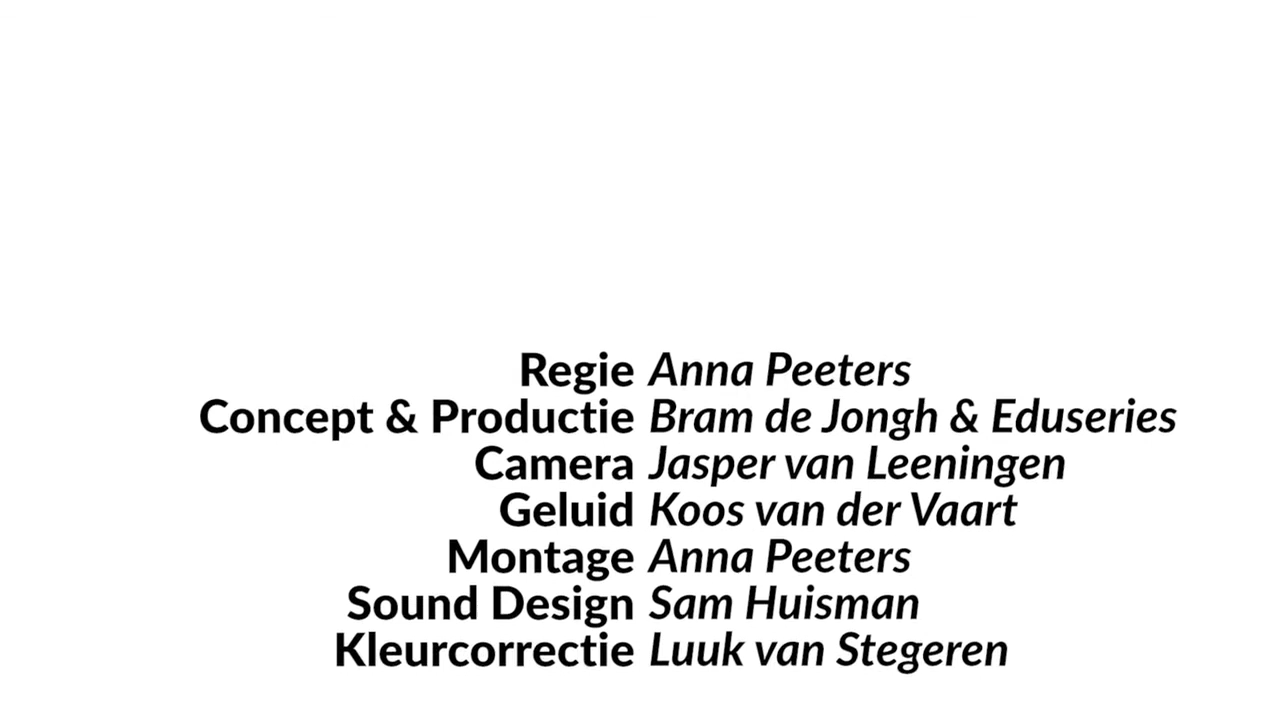 Regie Anna Peeters
Concept & Productie Bram de Jongh & Eduseries
Camera Jasper van Leeningen
Geluid Koos van der Vaart
Montage Anna Peeters
Sound Design Sam Huisman
Kleurcorrectie Luuk van Stegeren